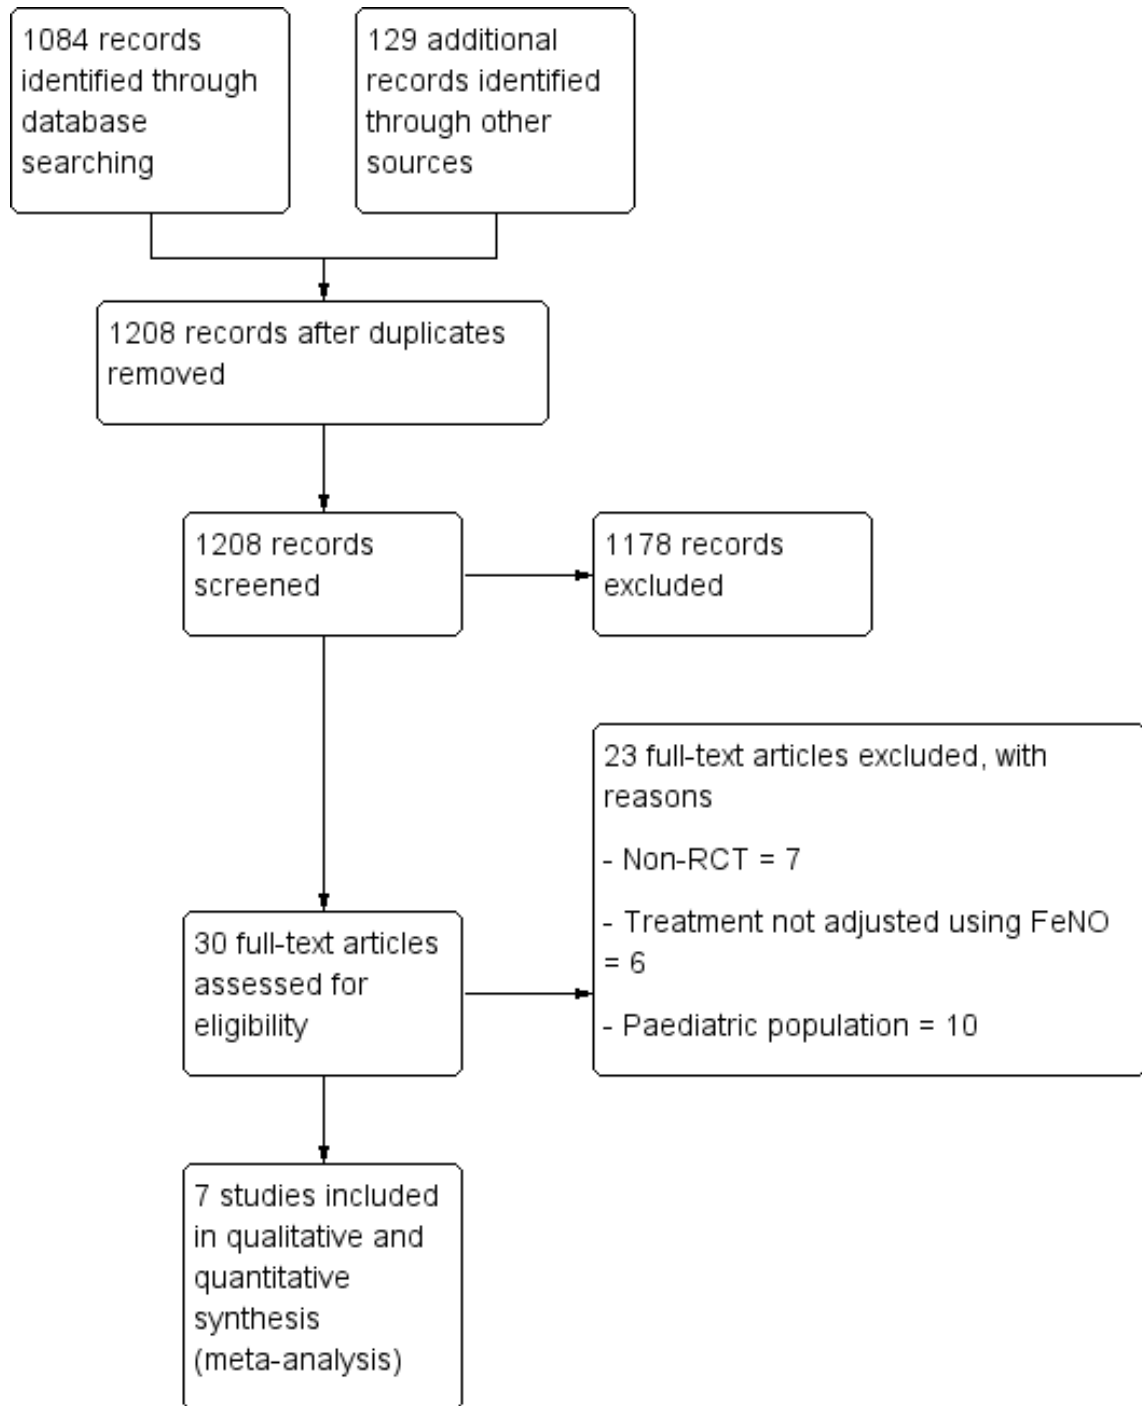 1084 records
identified through
database
searching
129 additional
records identified
through other
sources
1208 records after duplicates
removed
1208 records
screened
1178 records
excluded
23 full-text articles excluded, with
reasons
- Non-RCT = 7
- Treatment not adjusted using FeNO
= 6
- Paediatric population = 10
30 full-text articles
assessed for
eligibility
7 studies included
in qualitative and
quantitative
synthesis
(meta-analysis)